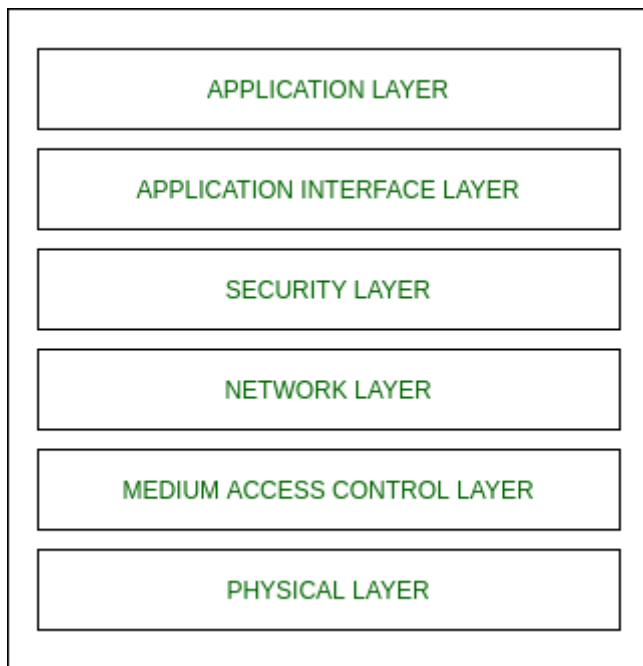 APPLICATION LAYER
APPLICATION INTERFACE LAYER
SECURITY LAYER
NETWORK LAYER
MEDIUM ACCESS CONTROL LAYER
PHYSICAL LAYER